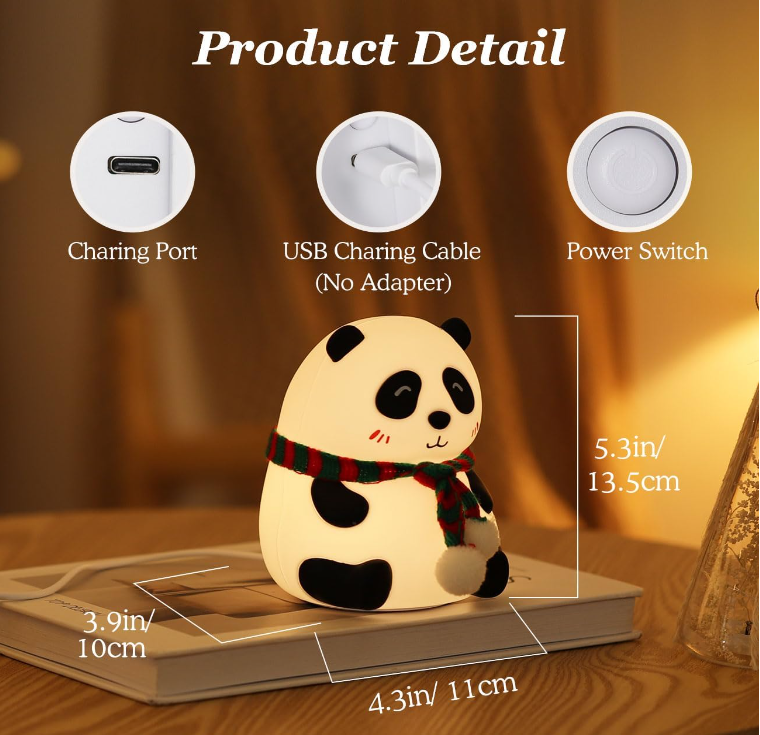 Product Detail
Charing Port
USB Charing Cable
(No Adapter)
Power Switch
5.3in/
13.5cm
3.9in/
10cm
4.3in/ 11cm